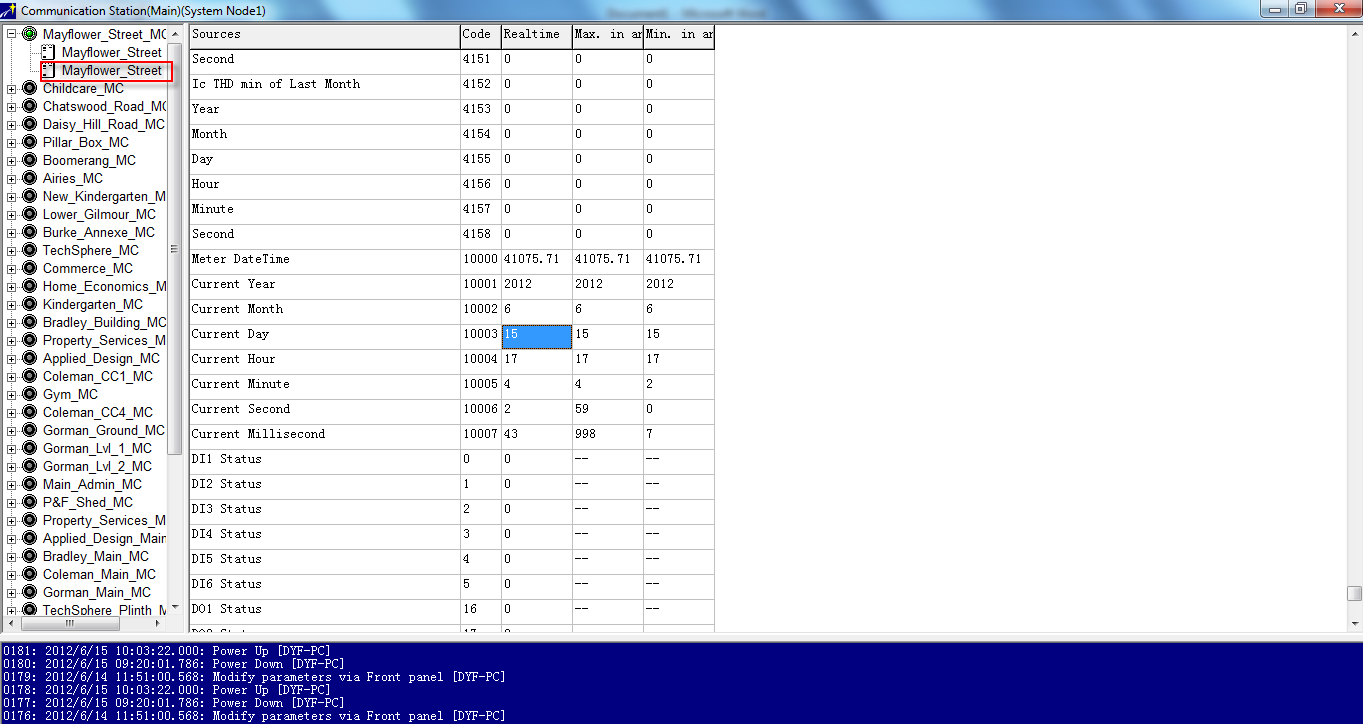 Communication Station(Main)(System Node1)
Mayflower_Street_MC
Mayflower_Street
Mayflower_Street
Childcare_MC
Chatswood_Road_MC
Daisy_Hill_Road_MC
Pillar_Box_MC
Boomerang_MC
Airies_MC
New_Kindergarten_M
Lower_Gilmour_MC
Burke_Annexe_MC
TechSphere_MC
Commerce_MC
Home_Economics_M
Kindergarten_MC
Bradley_Building_MC
Property_Services_M
Applied_Design_MC
Coleman_CC1_MC
Gym_MC
Coleman_CC4_MC
Gorman_Ground_MC
Gorman_Lvl_1_MC
Gorman_Lvl_2_MC
Main_Admin_MC
P&F_Shed_MC
Property_Services_M
Applied_Design_Main
Bradley_Main_MC
Coleman_Main_MC
Gorman_Main_MC
TechSphere_Plinth_M
Sources Code Realtime Max. in ar Min. in ar
Second 4151 0 0 0
Ic THD min of Last Month 4152 0 0 0
Year 4153 0 0 0
Month 4154 0 0 0
Day 4155 0 0 0
Hour 4156 0 0 0
Minute 4157 0 0 0
Second 4158 0 0 0
Meter DateTime 10000 41075.71 41075.71 41075.71
Current Year 10001 2012 2012 2012
Current Month 10002 6 6 6
Current Day 10003 15 15 15
Current Hour 10004 17 17 17
Current Minute 10005 4 4 2
Current Second 10006 2 59 0
Current Millisecond 10007 43 998 7
DI1 Status 0 0 -- --
DI2 Status 1 0 -- --
DI3 Status 2 0 -- --
DI4 Status 3 0 -- --
DI5 Status 4 0 -- --
DI6 Status 5 0 -- --
DO1 Status 16 0 -- --
0181: 2012/6/15 10:03:22.000: Power Up [DYF-PC]
0180: 2012/6/15 09:20:01.786: Power Down [DYF-PC]
0179: 2012/6/14 11:51:00.568: Modify parameters via Front panel [DYF-PC]
0178: 2012/6/15 10:03:22.000: Power Up [DYF-PC]
0177: 2012/6/15 09:20:01.786: Power Down [DYF-PC]
0176: 2012/6/14 11:51:00.568: Modify parameters via Front panel [DYF-PC]